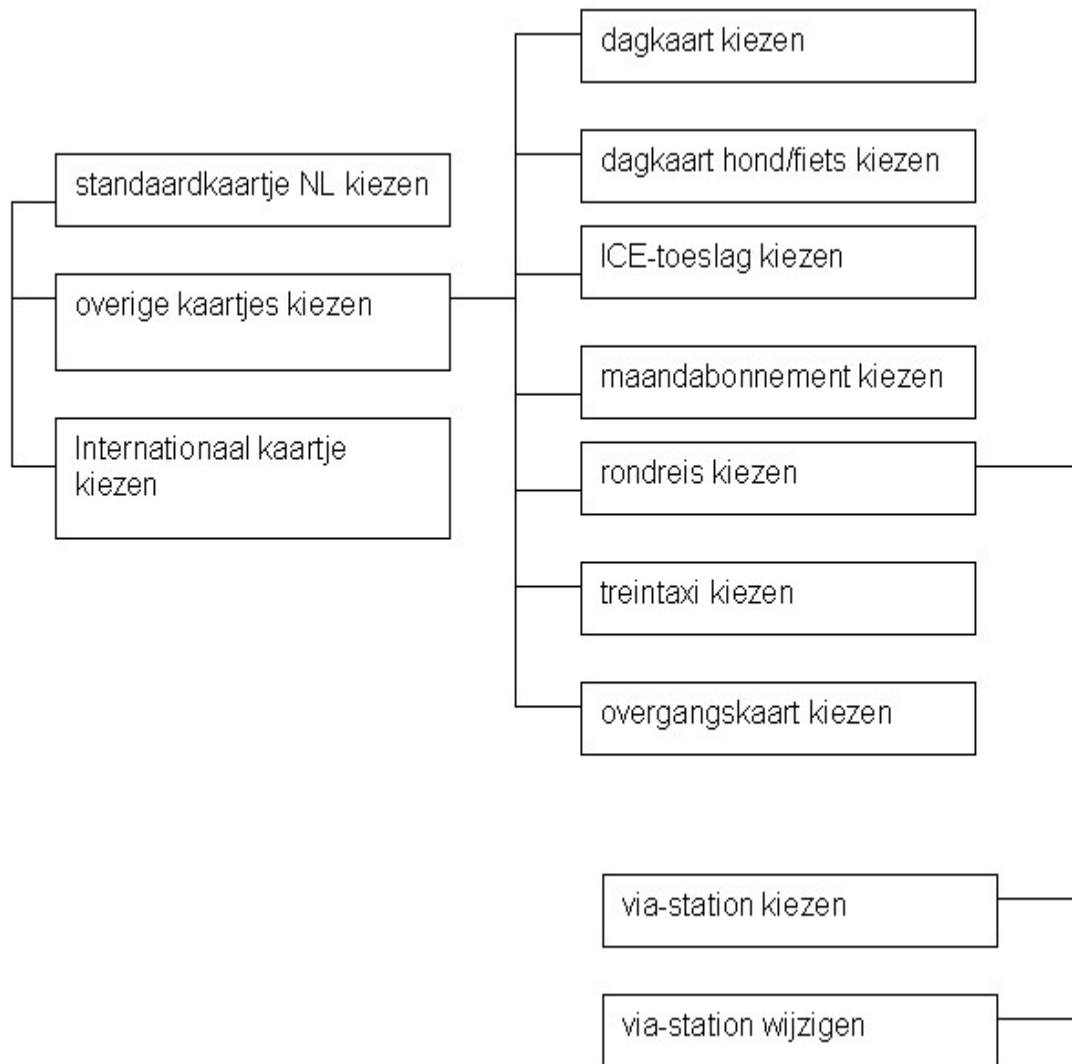 standaardkaartje NL kiezen
overige kaartjes kiezen
Internationaal kaartje
kiezen
dagkaart kiezen
dagkaart hond/fiets kiezen
ICE-toeslag kiezen
maandabonnement kiezen
rondreis kiezen
treintaxi kiezen
overgangskaart kiezen
via-station kiezen
via-station wijzigen